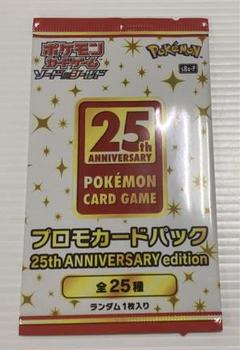 ポケモン
カードゲーム
ソード&シールド
Pokémon
s8a-P
25th
ANNIVERSARY
POKÉMON
CARD GAME
プロモカードパック
25th ANNIVERSARY edition
全25種
ランダム1枚入り